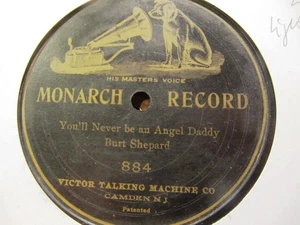 HIS MASTERS VOICE
MONARCH RECORD
You'll Never be an Angel Daddy
Burt Shepard
884
VICTOR TALKING MACHINE CO
CAMDEN N J
Patented